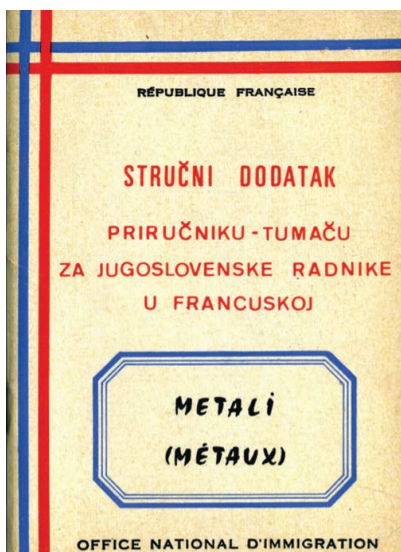 RÉPUBLIQUE FRANÇAISE
STRUČNI DODATAK
PRIRUČNIKU-TUMAČU
ZA JUGOSLOVENSKE RADNIKE
U FRANCUSKOJ
METALi
(MÉTAUX)
OFFICE NATIONAL D'IMMIGRATION